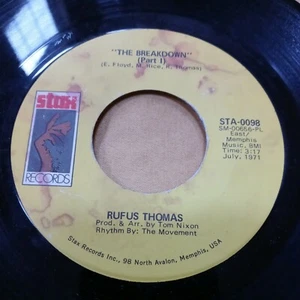 "THE BREAKDOWN"
(Part I)
(E. Floyd, M. Rice, R. Thomas)
stax
RECORDS
STA-0098
SM-00656-PL
East/
Memphis
Music, BMI
Time: 3:17
July, 1971
RUFUS THOMAS
Prod. & Arr. by Tom Nixon
Rhythm By: The Movement
Stax Records Inc., 98 North Avalon, Memphis, USA